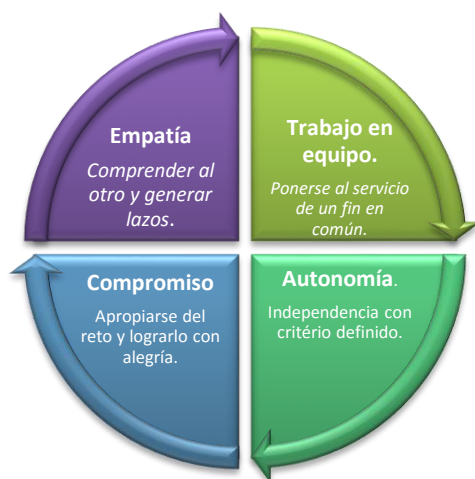 Empatía
Comprender al
otro y generar
lazos.
Trabajo en
equipo.
Ponerse al servicio
de un fin en
común.
Compromiso
Apropiarse del
reto y lograrlo con
alegría.
Autonomía.
Independencia con
critério definido.